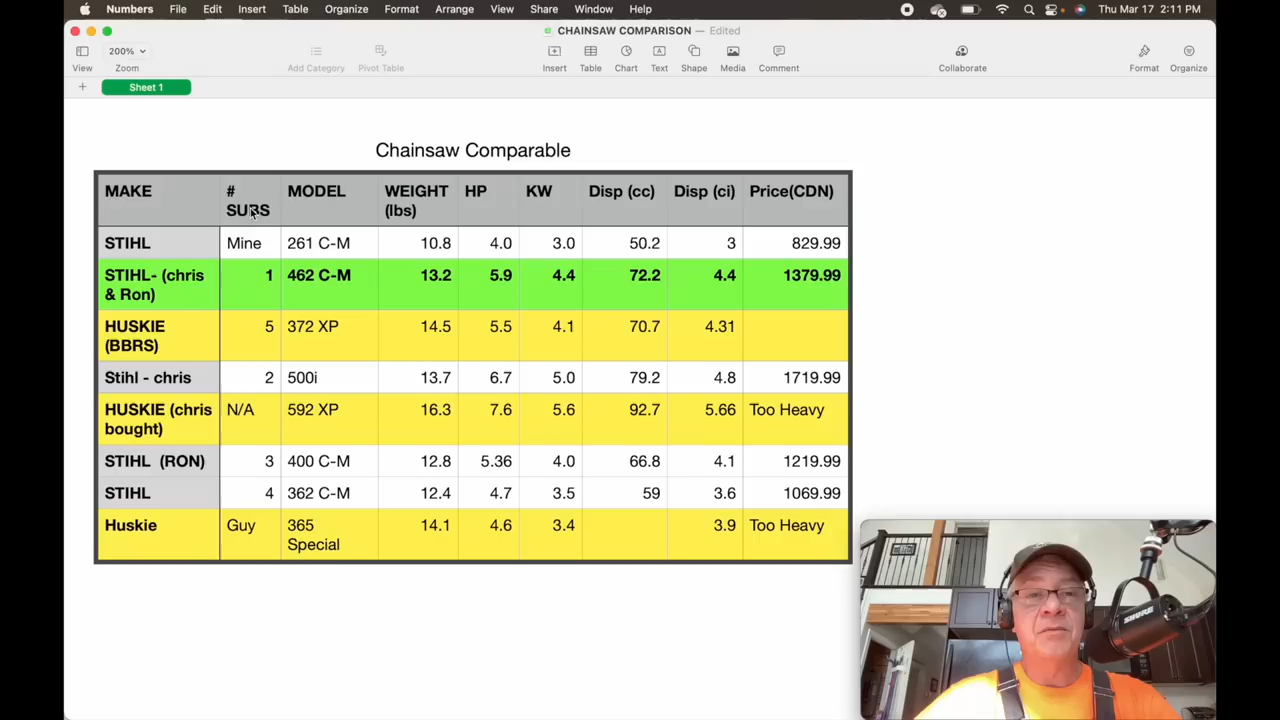 Numbers File Edit Insert Table Organize Format Arrange View Share Window Help Thu Mar 17 2:11 PM
CHAINSAW COMPARISON — Edited
200%
View Zoom Add Category Pivot Table Insert Table Chart Text Shape Media Comment Collaborate Format Organize
+ Sheet 1
Chainsaw Comparable
MAKE # SUBS MODEL WEIGHT (lbs) HP KW Disp (cc) Disp (ci) Price(CDN)
STIHL Mine 261 C-M 10.8 4.0 3.0 50.2 3 829.99
STIHL- (chris & Ron) 1 462 C-M 13.2 5.9 4.4 72.2 4.4 1379.99
HUSKIE (BBRS) 5 372 XP 14.5 5.5 4.1 70.7 4.31
Stihl - chris 2 500i 13.7 6.7 5.0 79.2 4.8 1719.99
HUSKIE (chris bought) N/A 592 XP 16.3 7.6 5.6 92.7 5.66 Too Heavy
STIHL (RON) 3 400 C-M 12.8 5.36 4.0 66.8 4.1 1219.99
STIHL 4 362 C-M 12.4 4.7 3.5 59 3.6 1069.99
Huskie Guy 365 Special 14.1 4.6 3.4 3.9 Too Heavy
SHURE